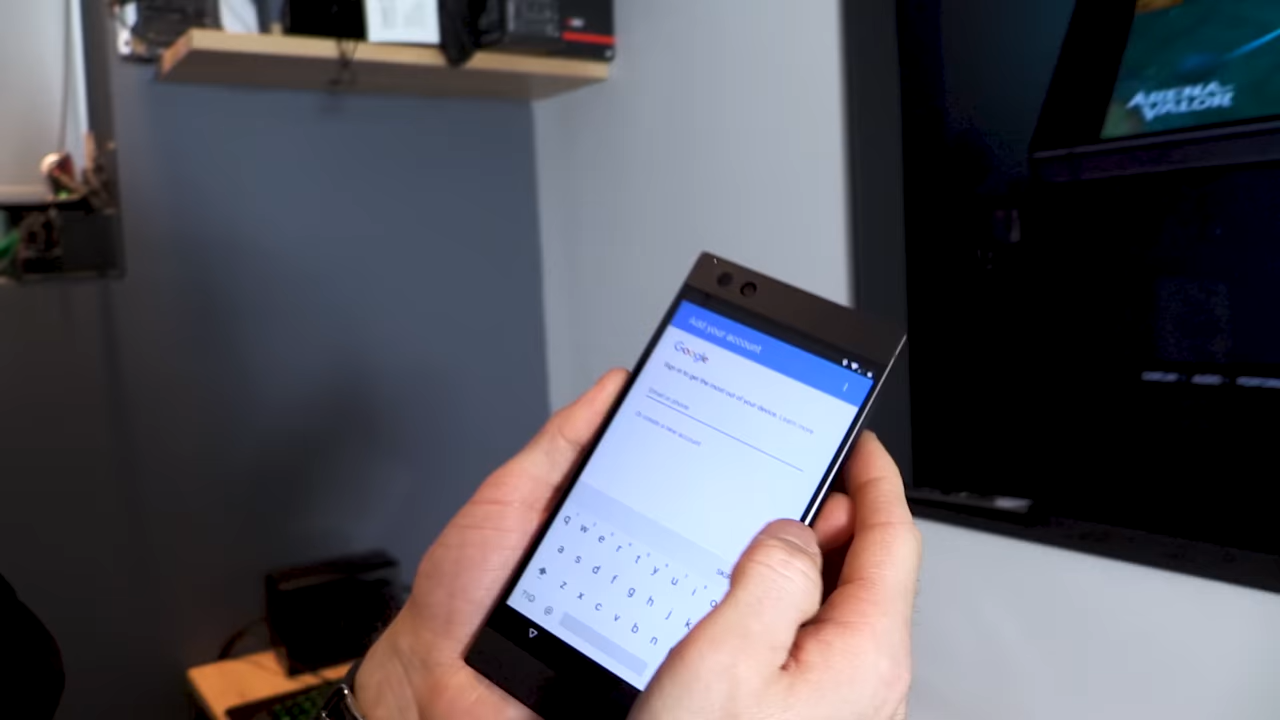 ARENA OF
VALOR
Add your account
Google
Sign in to get the most out of your device. Learn more
Email or phone
Or create a new account
q w e r t y u i o
a s d f g h j k
z x c v b n
?!☺ @